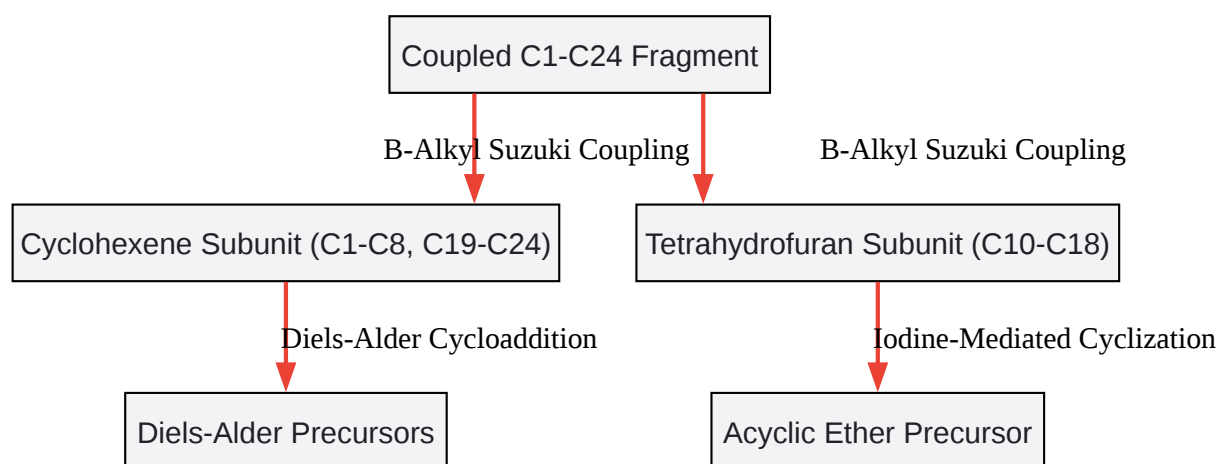 Coupled C1-C24 Fragment
B-Alkyl Suzuki Coupling
B-Alkyl Suzuki Coupling
Cyclohexene Subunit (C1-C8, C19-C24)
Tetrahydrofuran Subunit (C10-C18)
Diels-Alder Cycloaddition
Iodine-Mediated Cyclization
Diels-Alder Precursors
Acyclic Ether Precursor